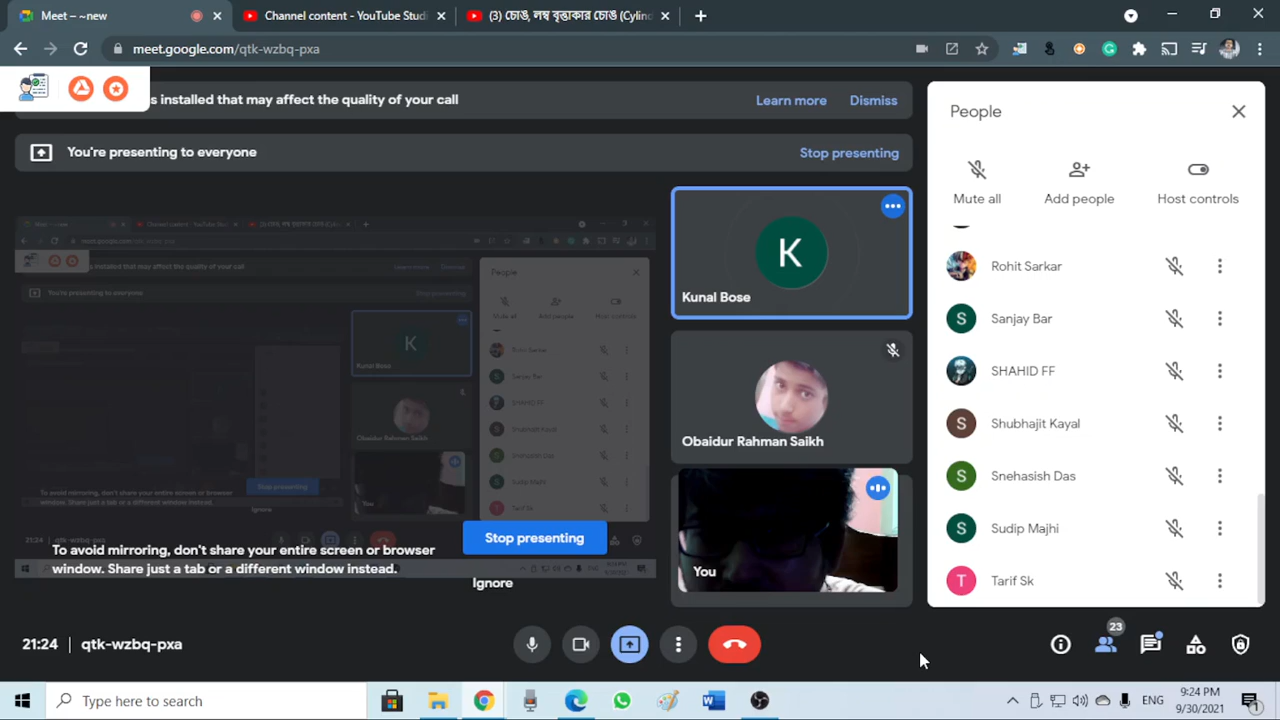 Meet – ~new
Channel content - YouTube Studi
(3) চোঙ, লম্ব বৃত্তাকার চোঙ (Cylind
meet.google.com/qtk-wzbq-pxa
s installed that may affect the quality of your call
Learn more
Dismiss
You're presenting to everyone
Stop presenting
People
Mute all
Add people
Host controls
Kunal Bose
Obaidur Rahman Saikh
You
Rohit Sarkar
Sanjay Bar
SHAHID FF
Shubhajit Kayal
Snehasish Das
Sudip Majhi
Tarif Sk
To avoid mirroring, don't share your entire screen or browser
window. Share just a tab or a different window instead.
Stop presenting
Ignore
21:24 | qtk-wzbq-pxa
23
Type here to search
ENG
9:24 PM
9/30/2021